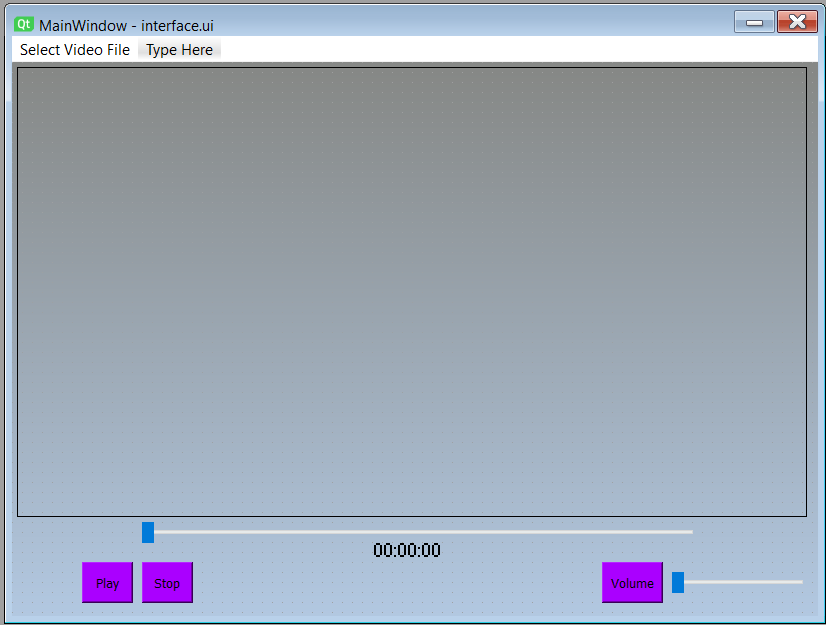 Qt MainWindow - interface.ui
Select Video File Type Here
00:00:00
Play Stop Volume